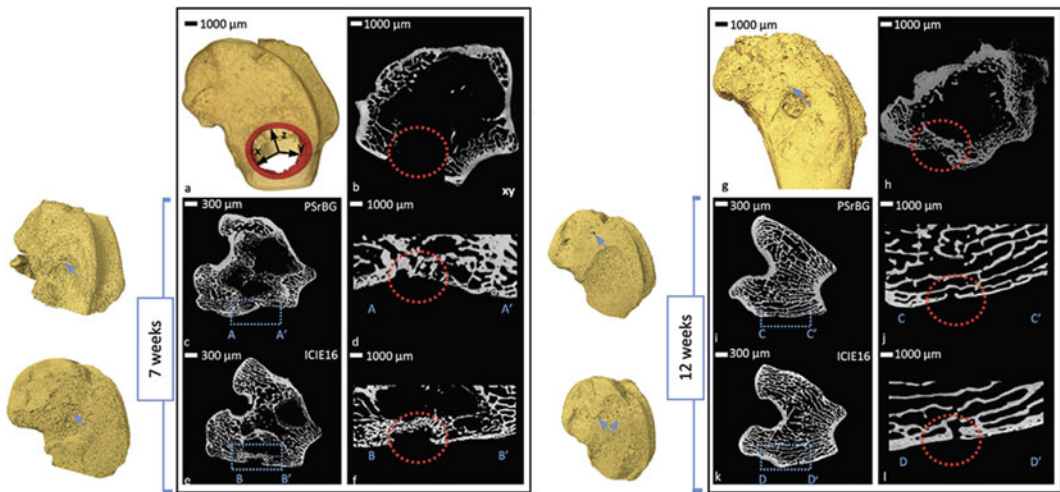 1000 µm
z
x
y
a
1000 µm
b
xy
7 weeks
300 µm
PSrBG
A
A'
c
1000 µm
A
A'
d
300 µm
ICIE16
B
B'
e
1000 µm
B
B'
f
1000 µm
g
1000 µm
h
12 weeks
300 µm
PSrBG
C
C'
i
1000 µm
C
C'
j
300 µm
ICIE16
D
D'
k
1000 µm
D
D'
l